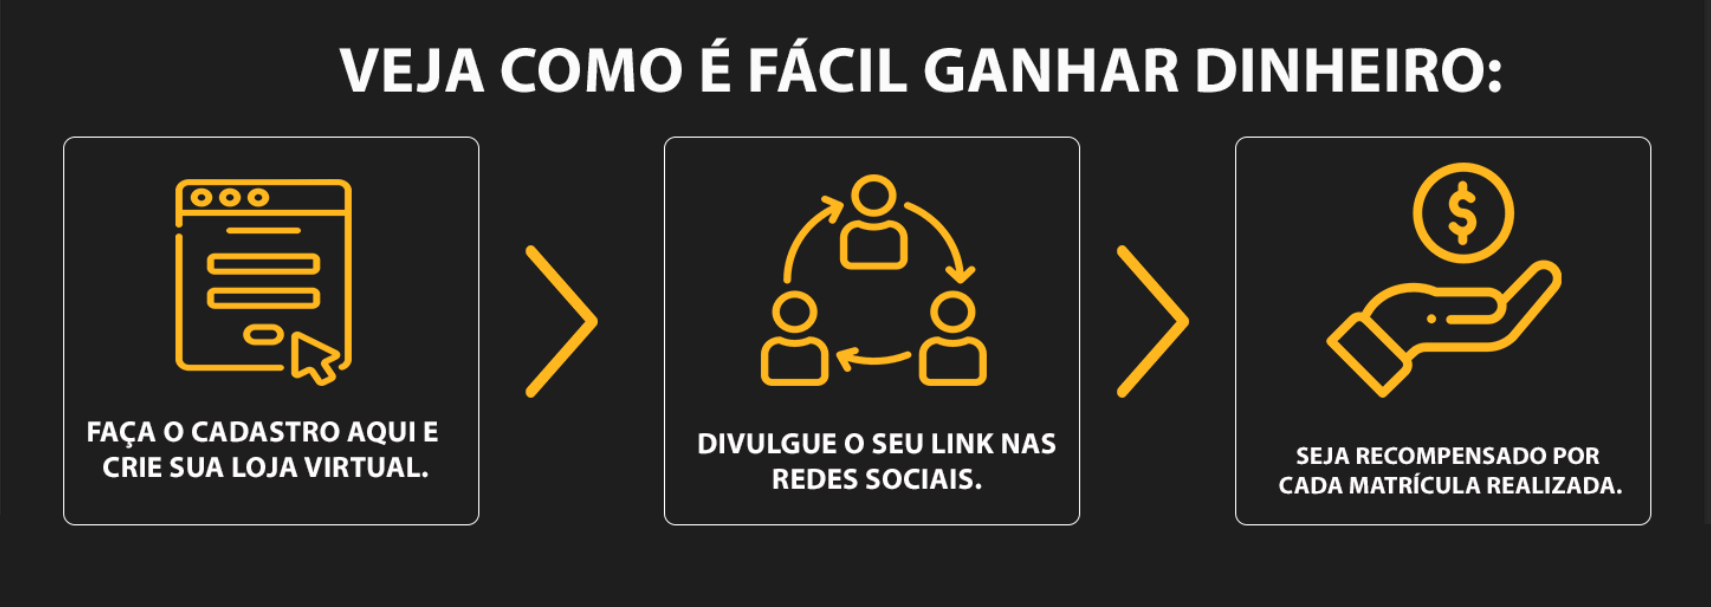 VEJA COMO É FÁCIL GANHAR DINHEIRO:
FAÇA O CADASTRO AQUI E
CRIE SUA LOJA VIRTUAL.
DIVULGUE O SEU LINK NAS
REDES SOCIAIS.
$
SEJA RECOMPENSADO POR
CADA MATRÍCULA REALIZADA.